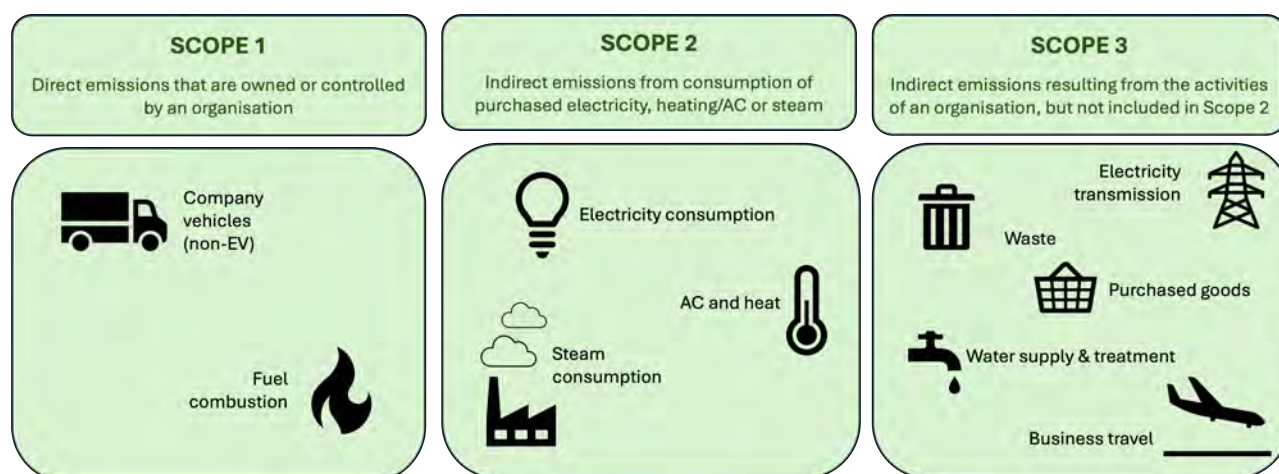 SCOPE 1
Direct emissions that are owned or controlled
by an organisation
SCOPE 2
Indirect emissions from consumption of
purchased electricity, heating/AC or steam
SCOPE 3
Indirect emissions resulting from the activities
of an organisation, but not included in Scope 2
Company
vehicles
(non-EV)
Fuel
combustion
Electricity consumption
AC and heat
Steam
consumption
Electricity
transmission
Waste
Purchased goods
Water supply & treatment
Business travel